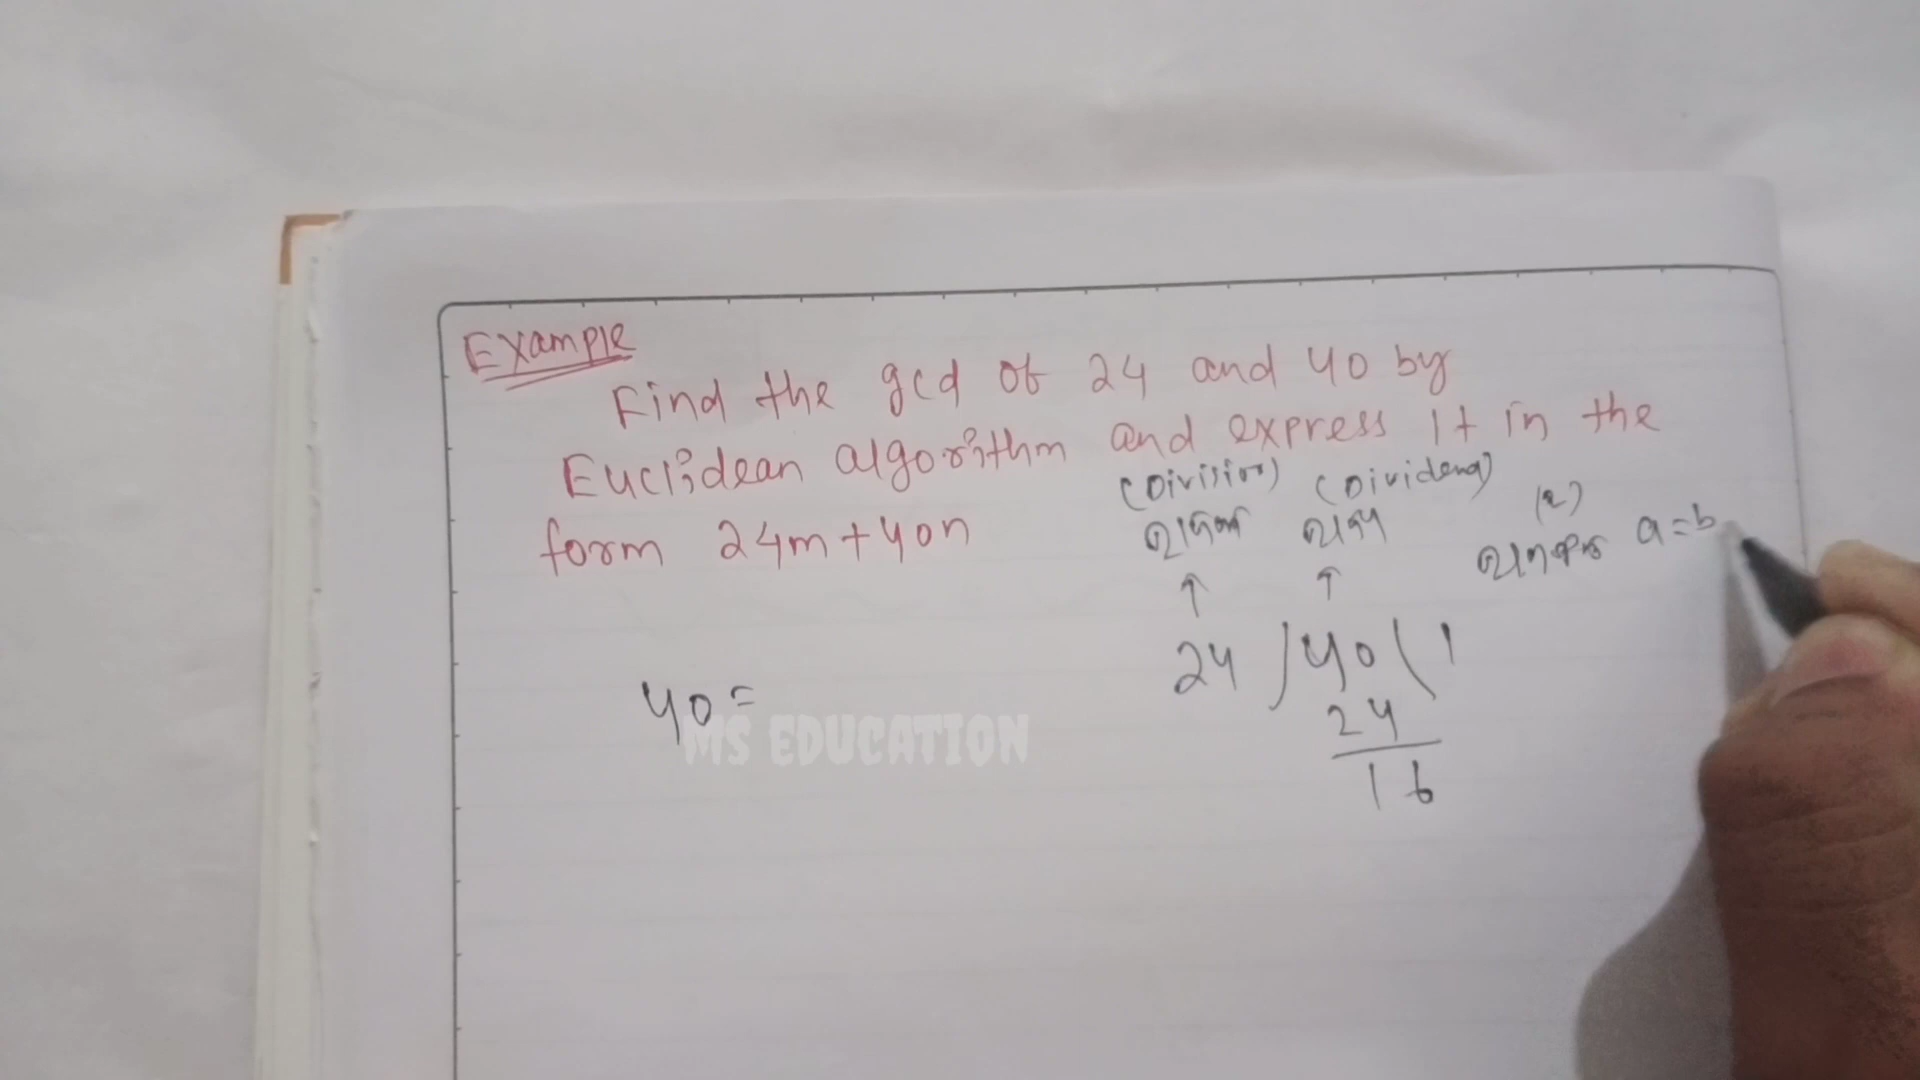 Example
Find the gcd of 24 and 40 by
Euclidean algorithm and express it in the
form 24m+40n
(Division) (Dividend)
(r)
a=b
24 ) 40 ( 1
24
16
40=
MS EDUCATION